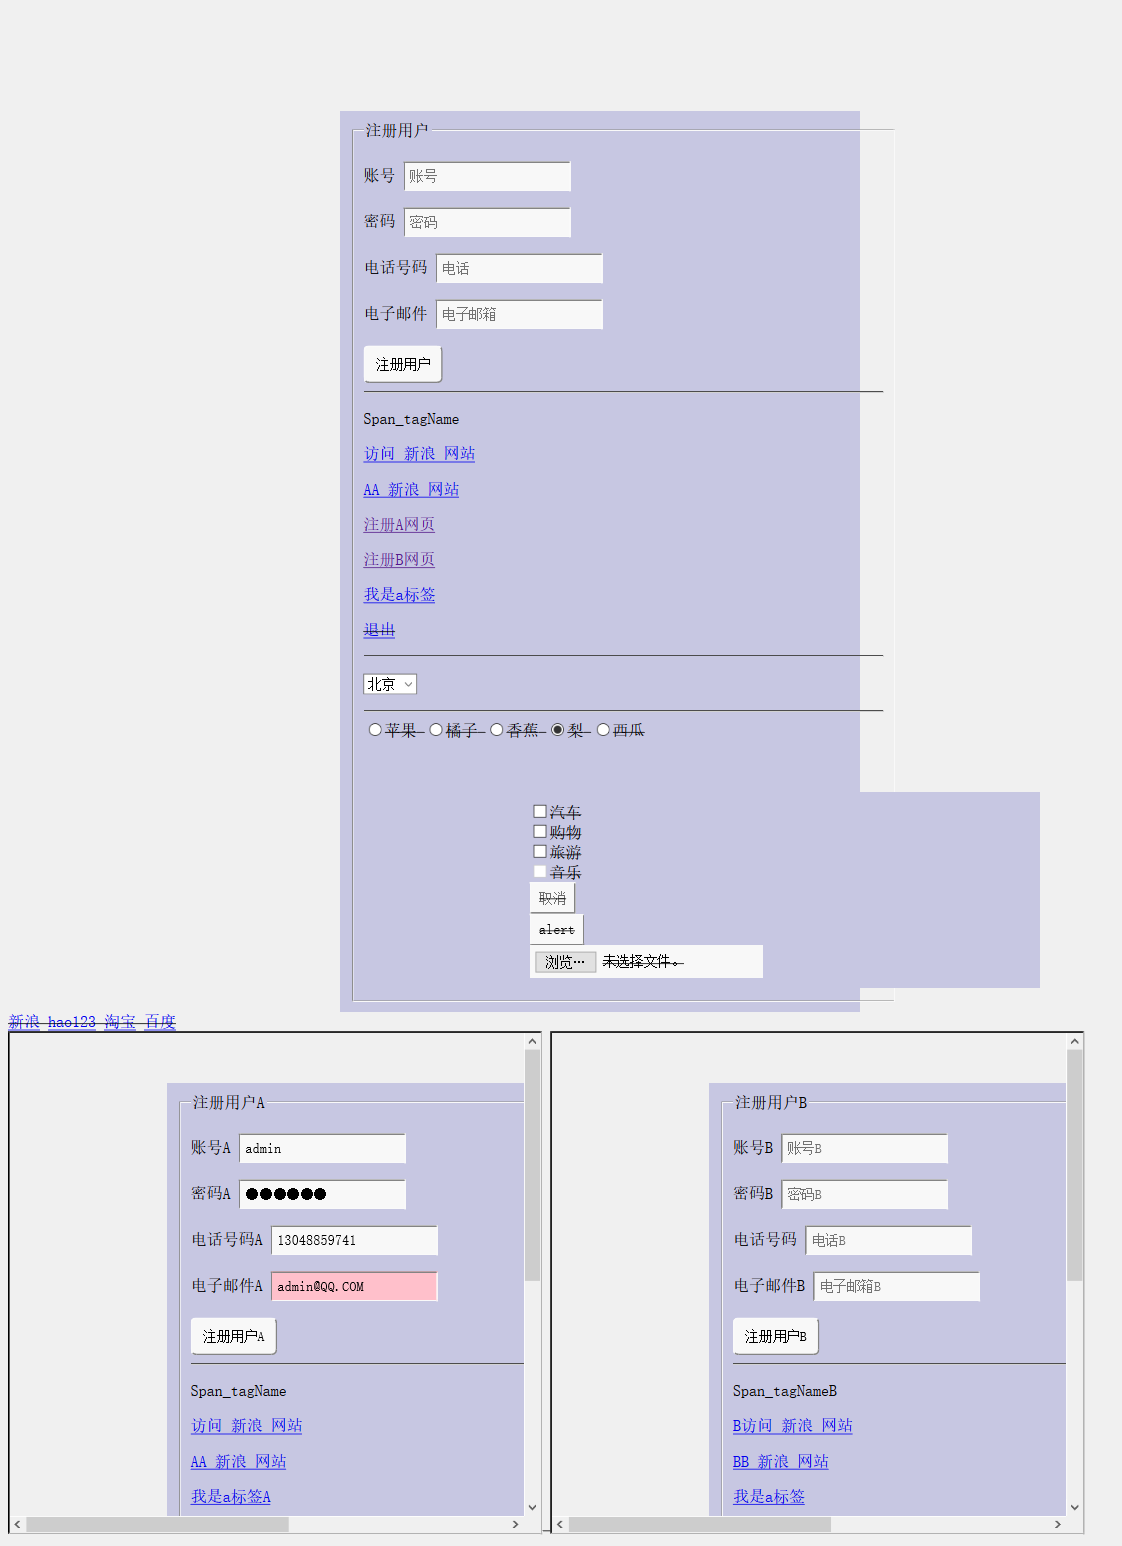 注册用户
账号 账号
密码 密码
电话号码 电话
电子邮件 电子邮箱
注册用户
Span_tagName
访问 新浪 网站
AA 新浪 网站
注册A网页
注册B网页
我是a标签
退出
北京
苹果 橘子 香蕉 梨 西瓜
汽车
购物
旅游
音乐
取消
alert
浏览… 未选择文件。
新浪 hao123 淘宝 百度
注册用户A
账号A admin
密码A ●●●●●●
电话号码A 13048859741
电子邮件A admin@QQ.COM
注册用户A
Span_tagName
访问 新浪 网站
AA 新浪 网站
我是a标签A
注册用户B
账号B 账号B
密码B 密码B
电话号码 电话B
电子邮件B 电子邮箱B
注册用户B
Span_tagNameB
B访问 新浪 网站
BB 新浪 网站
我是a标签